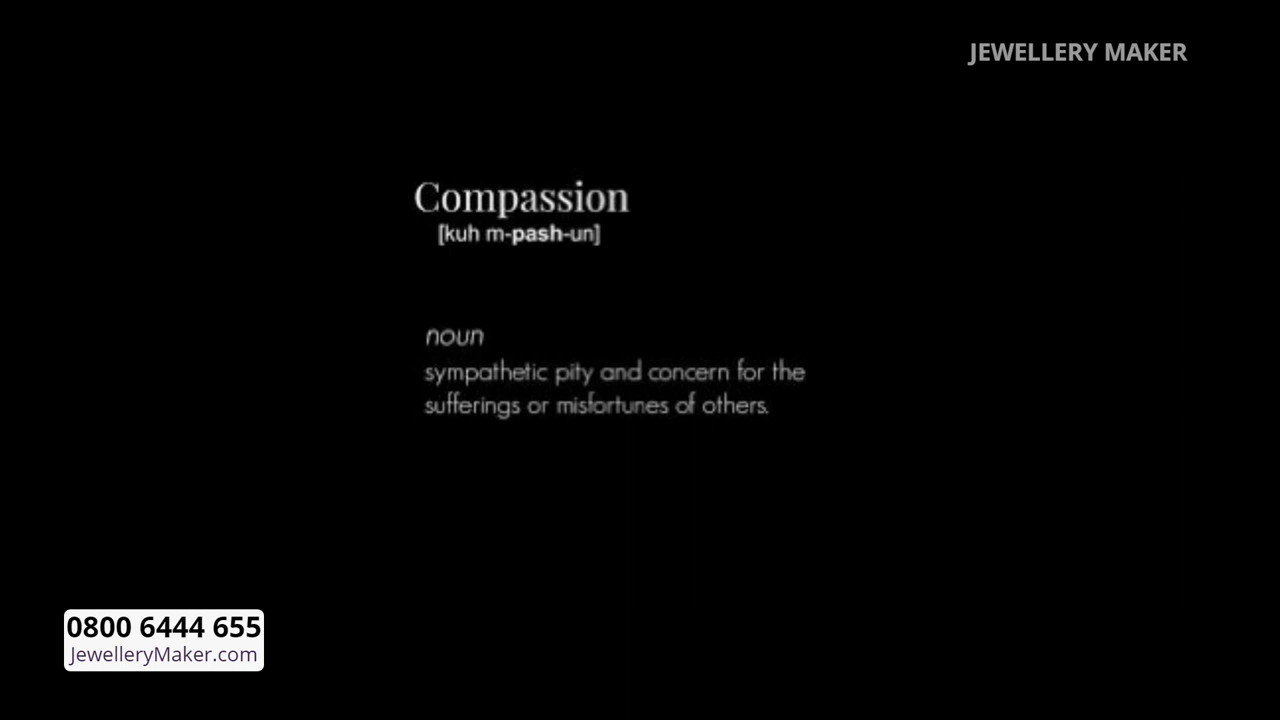 JEWELLERY MAKER
Compassion
[kuh m-pash-un]
noun
sympathetic pity and concern for the
sufferings or misfortunes of others.
0800 6444 655
JewelleryMaker.com